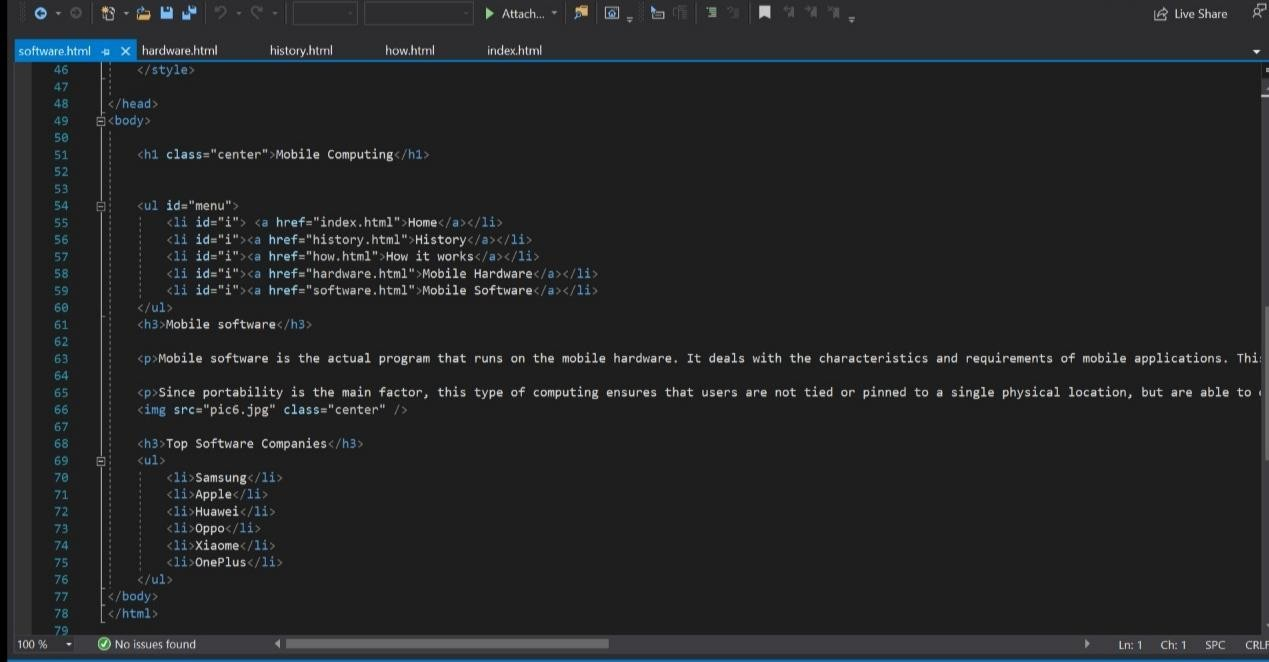 Attach...
Live Share
software.html hardware.html history.html how.html index.html
46 </style>
47
48 </head>
49 <body>
50
51 <h1 class="center">Mobile Computing</h1>
52
53
54 <ul id="menu">
55 <li id="i"> <a href="index.html">Home</a></li>
56 <li id="i"><a href="history.html">History</a></li>
57 <li id="i"><a href="how.html">How it works</a></li>
58 <li id="i"><a href="hardware.html">Mobile Hardware</a></li>
59 <li id="i"><a href="software.html">Mobile Software</a></li>
60 </ul>
61 <h3>Mobile software</h3>
62
63 <p>Mobile software is the actual program that runs on the mobile hardware. It deals with the characteristics and requirements of mobile applications. This
64
65 <p>Since portability is the main factor, this type of computing ensures that users are not tied or pinned to a single physical location, but are able to
66 <img src="pic6.jpg" class="center" />
67
68 <h3>Top Software Companies</h3>
69 <ul>
70 <li>Samsung</li>
71 <li>Apple</li>
72 <li>Huawei</li>
73 <li>Oppo</li>
74 <li>Xiaome</li>
75 <li>OnePlus</li>
76 </ul>
77 </body>
78 </html>
79
100 % No issues found Ln: 1 Ch: 1 SPC CRLF